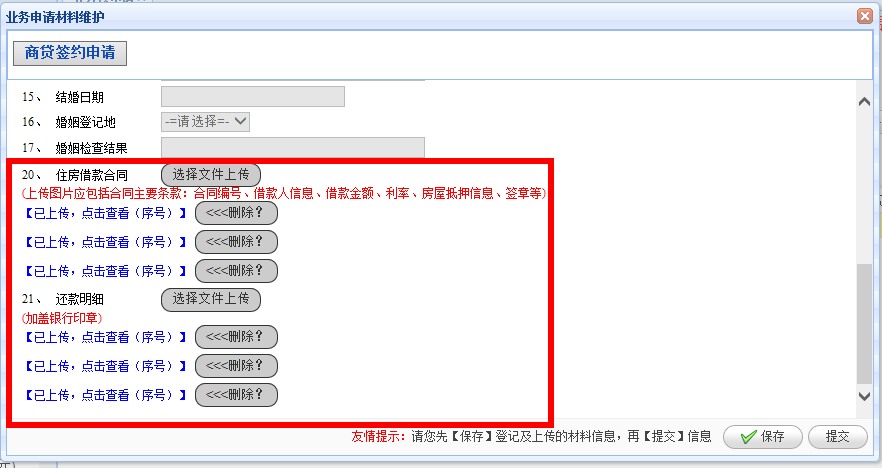 业务申请材料维护
商贷签约申请
15、 结婚日期
16、 婚姻登记地 -=请选择=-
17、 婚姻检查结果
20、 住房借款合同 选择文件上传
(上传图片应包括合同主要条款：合同编号、借款人信息、借款金额、利率、房屋抵押信息、签章等)
【已上传，点击查看（序号）】 <<<删除？
【已上传，点击查看（序号）】 <<<删除？
【已上传，点击查看（序号）】 <<<删除？
21、 还款明细 选择文件上传
(加盖银行印章)
【已上传，点击查看（序号）】 <<<删除？
【已上传，点击查看（序号）】 <<<删除？
【已上传，点击查看（序号）】 <<<删除？
友情提示：请您先【保存】登记及上传的材料信息，再【提交】信息 保存 提交